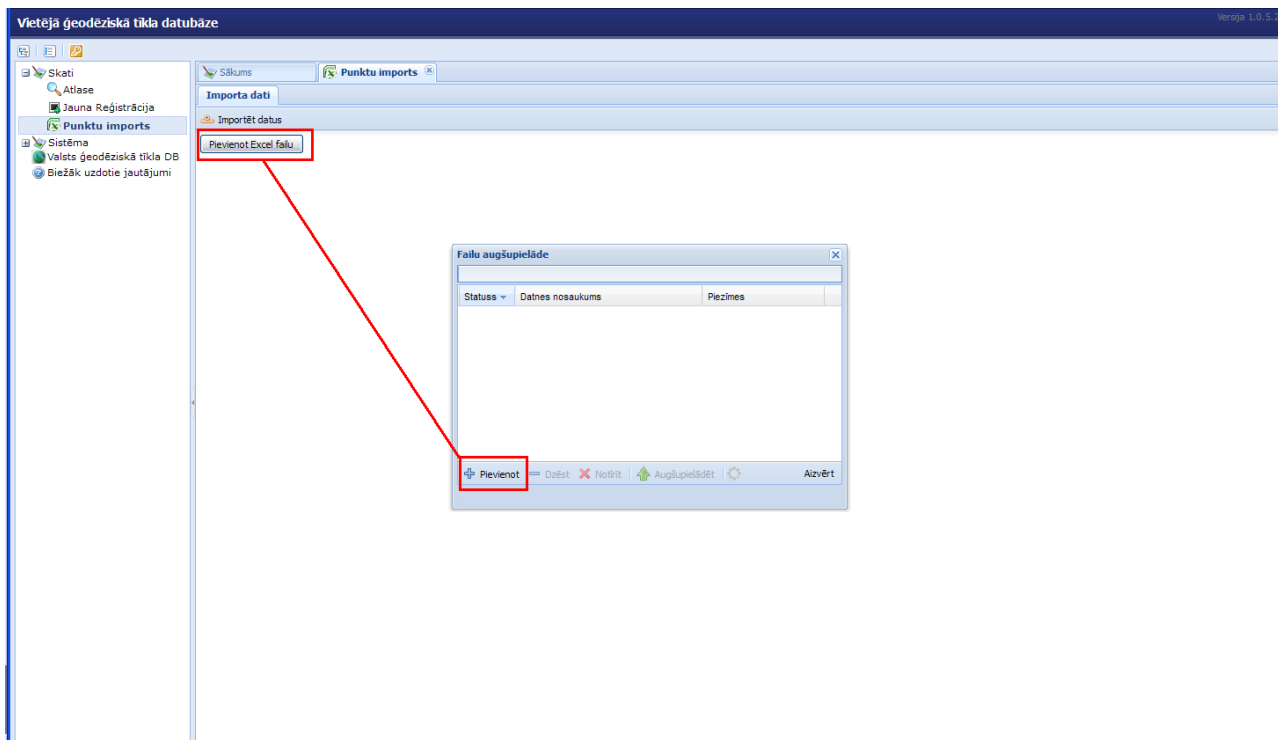 Vietējā ģeodēziskā tīkla datubāze
Versija 1.0.5.2
Skati
Atlase
Jauna Reģistrācija
Punktu imports
Sistēma
Valsts ģeodēziskā tīkla DB
Biežāk uzdotie jautājumi
Sākums
Punktu imports
Importa dati
Importēt datus
Pievienot Excel failu
Failu augšupielāde
Statuss Datnes nosaukums Piezīmes
Pievienot Dzēst Notīrīt Augšupielādēt Aizvērt